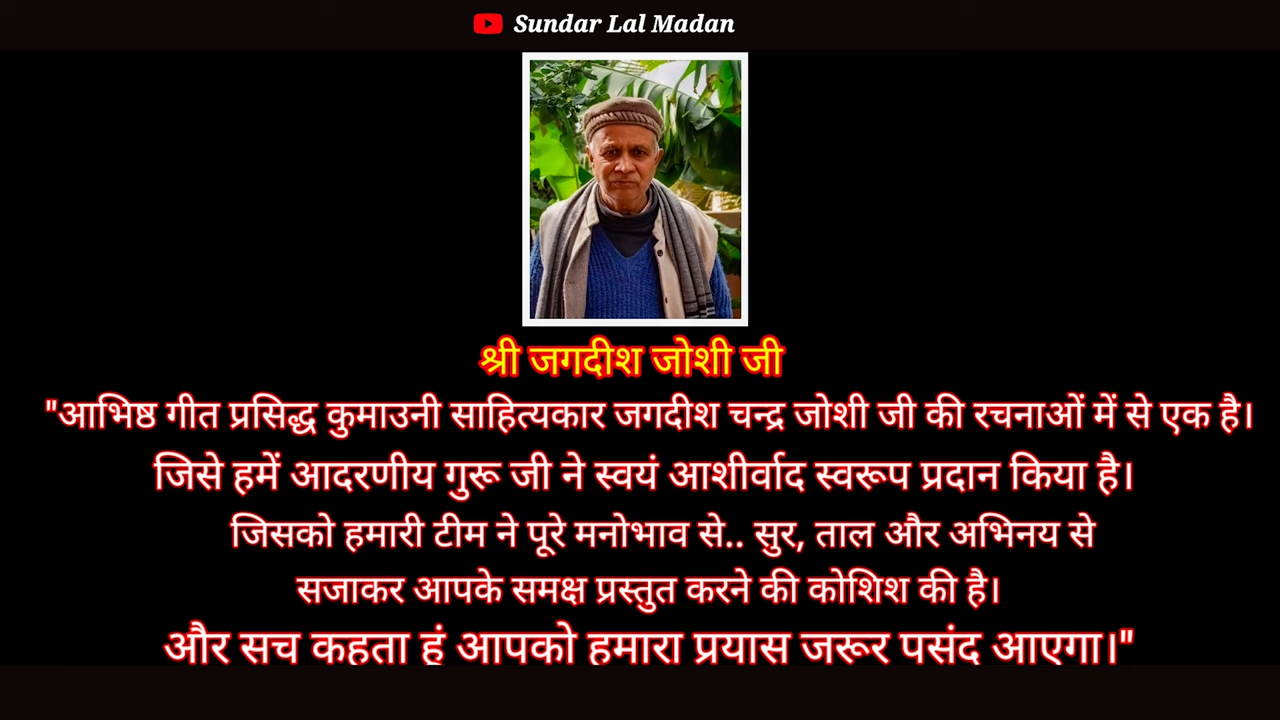 Sundar Lal Madan
श्री जगदीश जोशी जी
"आभिष्ठ गीत प्रसिद्ध कुमाउनी साहित्यकार जगदीश चन्द्र जोशी जी की रचनाओं में से एक है।
जिसे हमें आदरणीय गुरू जी ने स्वयं आशीर्वाद स्वरूप प्रदान किया है।
जिसको हमारी टीम ने पूरे मनोभाव से.. सुर, ताल और अभिनय से
सजाकर आपके समक्ष प्रस्तुत करने की कोशिश की है।
और सच कहता हूं आपको हमारा प्रयास जरूर पसंद आएगा।"